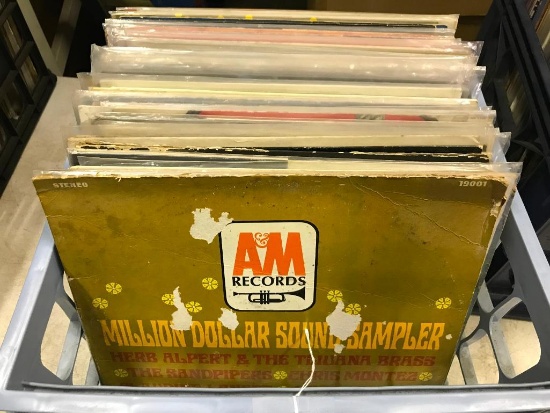 STEREO
19001
A&M
RECORDS
MILLION DOLLAR SOUND SAMPLER
HERB ALPERT & THE TIJUANA BRASS
THE SANDPIPERS CHRIS MONTEZ